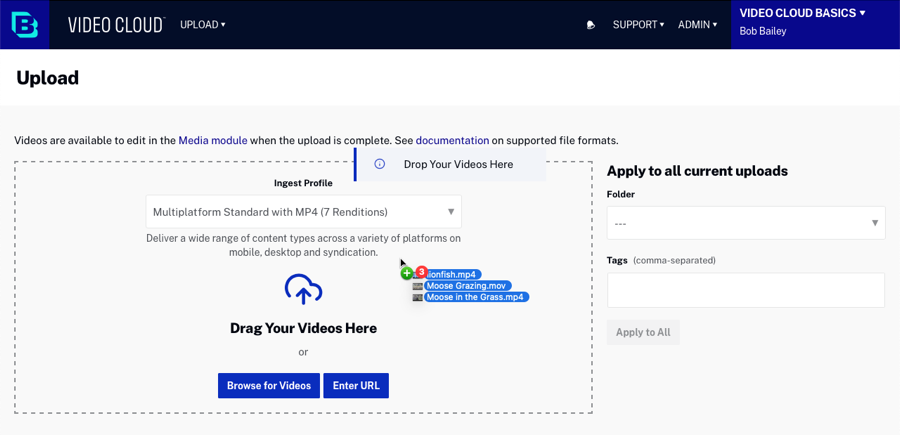 VIDEO CLOUD
UPLOAD
SUPPORT
ADMIN
VIDEO CLOUD BASICS
Bob Bailey
Upload
Videos are available to edit in the Media module when the upload is complete. See documentation on supported file formats.
Drop Your Videos Here
Ingest Profile
Multiplatform Standard with MP4 (7 Renditions)
Deliver a wide range of content types across a variety of platforms on
mobile, desktop and syndication.
3
Moose Grazing.mov
Moose in the Grass.mp4
Drag Your Videos Here
or
Browse for Videos
Enter URL
Apply to all current uploads
Folder
---
Tags (comma-separated)
Apply to All